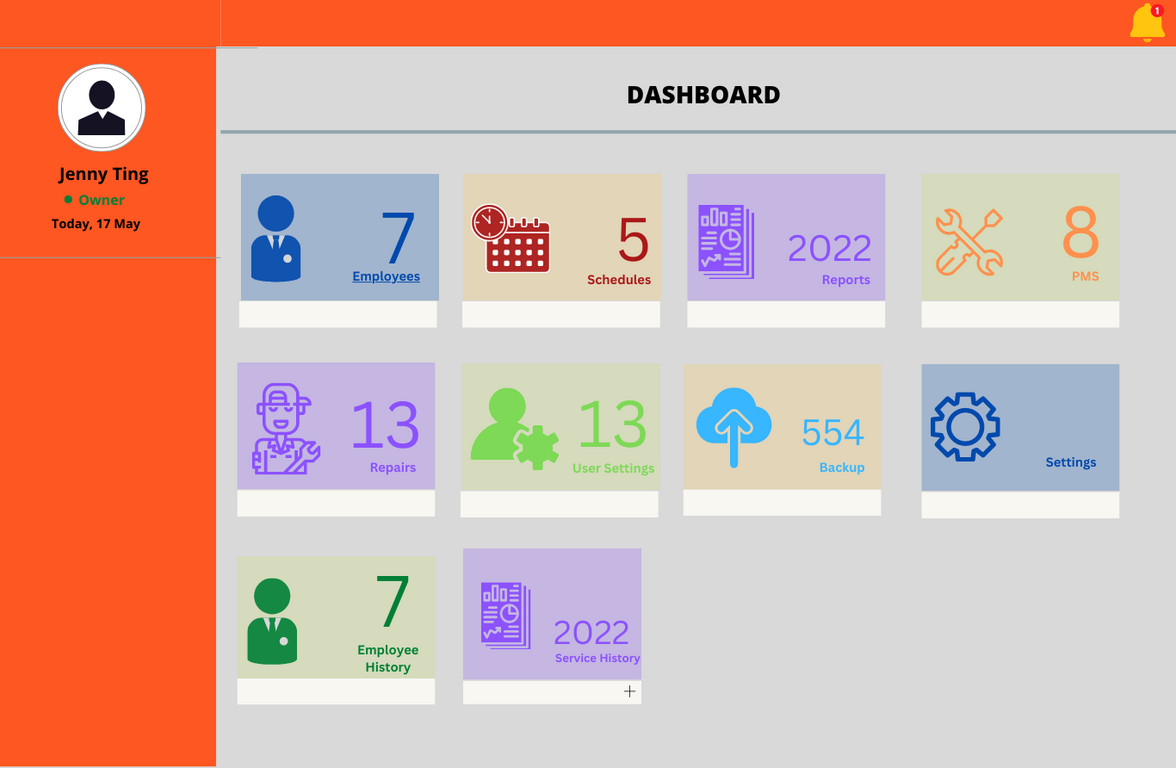 1
DASHBOARD
Jenny Ting
Owner
Today, 17 May
7
Employees
5
Schedules
2022
Reports
8
PMS
13
Repairs
13
User Settings
554
Backup
Settings
7
Employee
History
2022
Service History
+